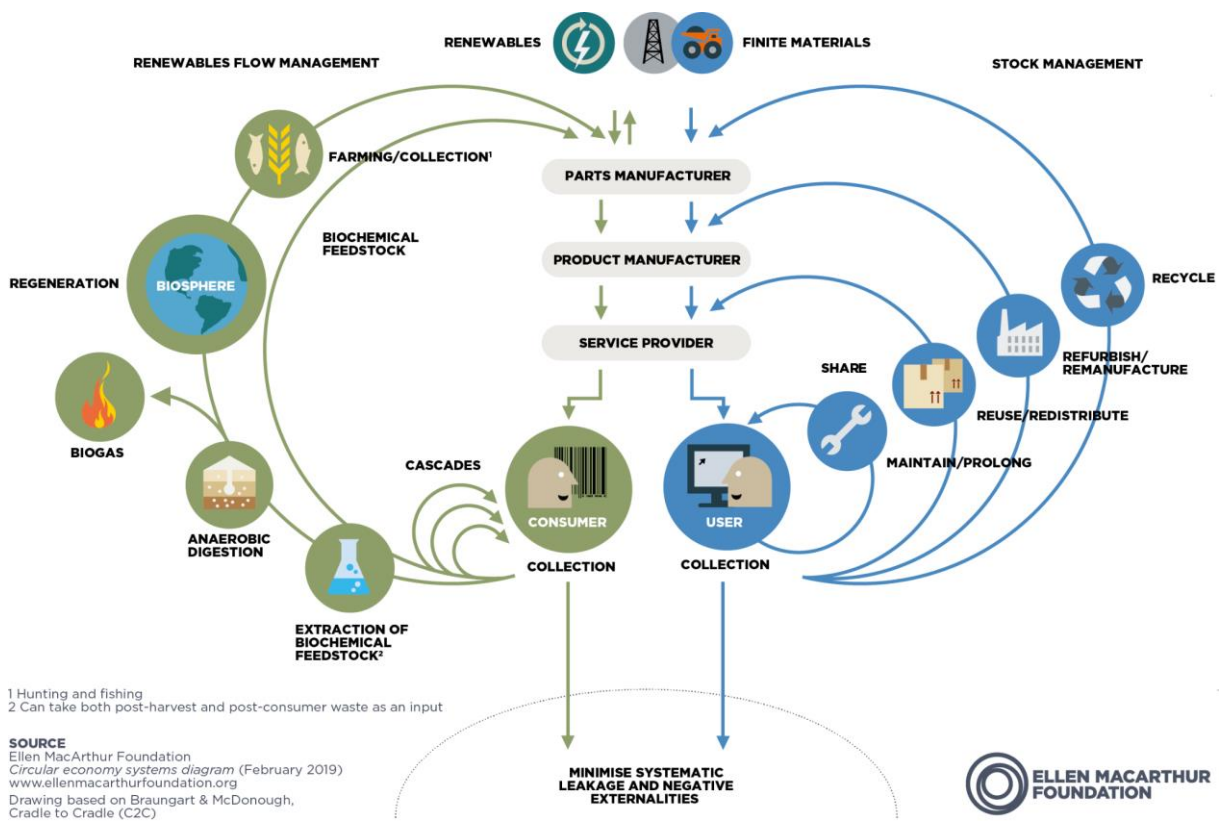 RENEWABLES
FINITE MATERIALS
RENEWABLES FLOW MANAGEMENT
STOCK MANAGEMENT
FARMING/COLLECTION¹
PARTS MANUFACTURER
BIOCHEMICAL
FEEDSTOCK
PRODUCT MANUFACTURER
REGENERATION
BIOSPHERE
RECYCLE
SERVICE PROVIDER
SHARE
REFURBISH/
REMANUFACTURE
REUSE/REDISTRIBUTE
BIOGAS
CASCADES
MAINTAIN/PROLONG
CONSUMER
USER
ANAEROBIC
DIGESTION
COLLECTION
COLLECTION
EXTRACTION OF
BIOCHEMICAL
FEEDSTOCK²
1 Hunting and fishing
2 Can take both post-harvest and post-consumer waste as an input
SOURCE
Ellen MacArthur Foundation
Circular economy systems diagram (February 2019)
www.ellenmacarthurfoundation.org
Drawing based on Braungart & McDonough,
Cradle to Cradle (C2C)
MINIMISE SYSTEMATIC
LEAKAGE AND NEGATIVE
EXTERNALITIES
ELLEN MACARTHUR
FOUNDATION